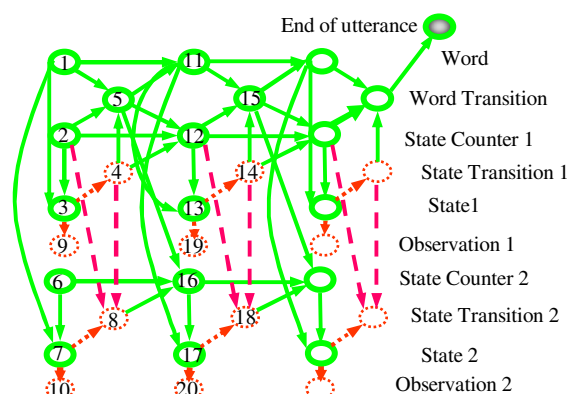 End of utterance
Word
1 11
5 15 Word Transition
2 12 State Counter 1
4 14 State Transition 1
3 13 State1
9 19 Observation 1
6 16 State Counter 2
8 18 State Transition 2
7 17 State 2
10 20 Observation 2